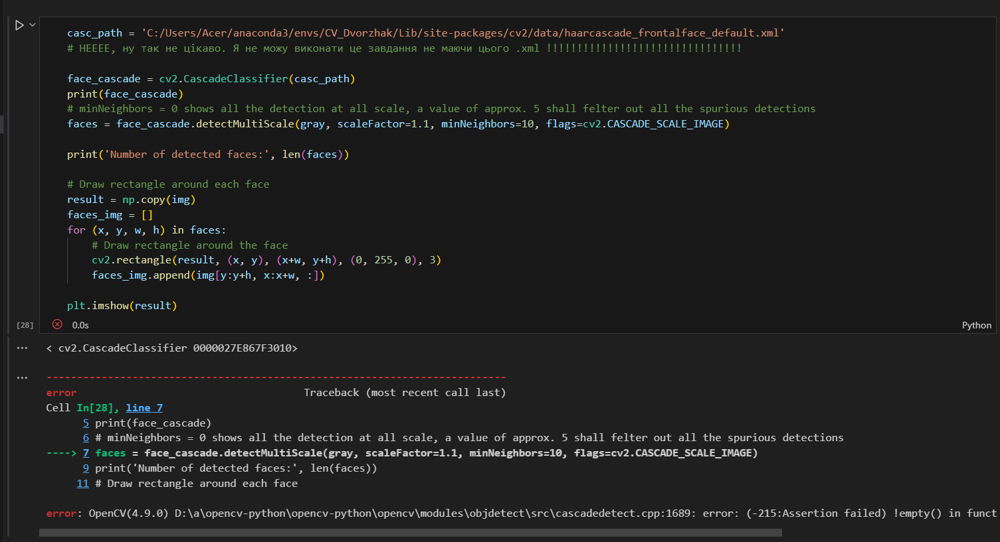 casc_path = 'C:/Users/Acer/anaconda3/envs/CV_Dvorzhak/Lib/site-packages/cv2/data/haarcascade_frontalface_default.xml'
# НЕЕЕЕ, ну так не цікаво. Я не можу виконати це завдання не маючи цього .xml !!!!!!!!!!!!!!!!!!!!!!!!!!!!!!!!
face_cascade = cv2.CascadeClassifier(casc_path)
print(face_cascade)
# minNeighbors = 0 shows all the detection at all scale, a value of approx. 5 shall felter out all the spurious detections
faces = face_cascade.detectMultiScale(gray, scaleFactor=1.1, minNeighbors=10, flags=cv2.CASCADE_SCALE_IMAGE)
print('Number of detected faces:', len(faces))
# Draw rectangle around each face
result = np.copy(img)
faces_img = []
for (x, y, w, h) in faces:
# Draw rectangle around the face
cv2.rectangle(result, (x, y), (x+w, y+h), (0, 255, 0), 3)
faces_img.append(img[y:y+h, x:x+w, :])
plt.imshow(result)
[28] 0.0s Python
... < cv2.CascadeClassifier 0000027E867F3010>
... ---------------------------------------------------------------------------
error Traceback (most recent call last)
Cell In[28], line 7
5 print(face_cascade)
6 # minNeighbors = 0 shows all the detection at all scale, a value of approx. 5 shall felter out all the spurious detections
----> 7 faces = face_cascade.detectMultiScale(gray, scaleFactor=1.1, minNeighbors=10, flags=cv2.CASCADE_SCALE_IMAGE)
9 print('Number of detected faces:', len(faces))
11 # Draw rectangle around each face
error: OpenCV(4.9.0) D:\a\opencv-python\opencv-python\opencv\modules\objdetect\src\cascadedetect.cpp:1689: error: (-215:Assertion failed) !empty() in funct